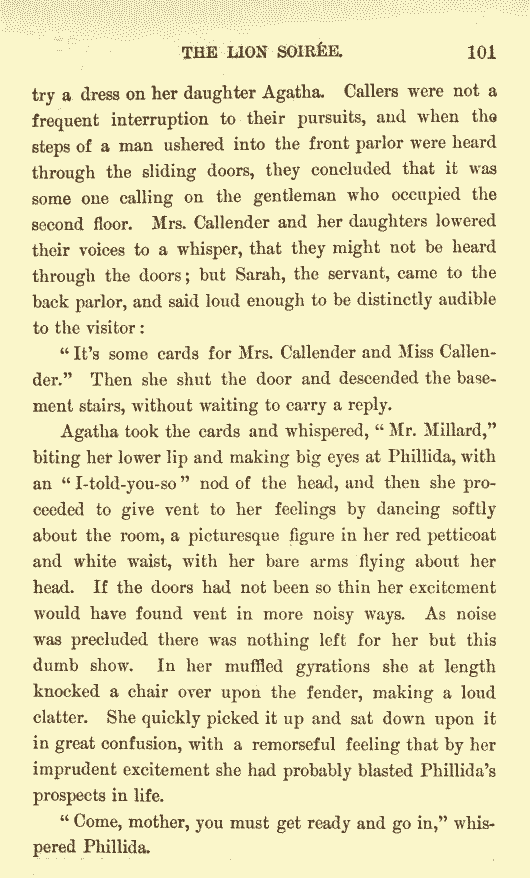 THE LION SOIRÉE. 101
try a dress on her daughter Agatha. Callers were not a
frequent interruption to their pursuits, and when the
steps of a man ushered into the front parlor were heard
through the sliding doors, they concluded that it was
some one calling on the gentleman who occupied the
second floor. Mrs. Callender and her daughters lowered
their voices to a whisper, that they might not be heard
through the doors; but Sarah, the servant, came to the
back parlor, and said loud enough to be distinctly audible
to the visitor:
“It's some cards for Mrs. Callender and Miss Callen-
der.” Then she shut the door and descended the base-
ment stairs, without waiting to carry a reply.
Agatha took the cards and whispered, “Mr. Millard,”
biting her lower lip and making big eyes at Phillida, with
an “I-told-you-so” nod of the head, and then she pro-
ceeded to give vent to her feelings by dancing softly
about the room, a picturesque figure in her red petticoat
and white waist, with her bare arms flying about her
head. If the doors had not been so thin her excitement
would have found vent in more noisy ways. As noise
was precluded there was nothing left for her but this
dumb show. In her muffled gyrations she at length
knocked a chair over upon the fender, making a loud
clatter. She quickly picked it up and sat down upon it
in great confusion, with a remorseful feeling that by her
imprudent excitement she had probably blasted Phillida's
prospects in life.
“Come, mother, you must get ready and go in,” whis-
pered Phillida.